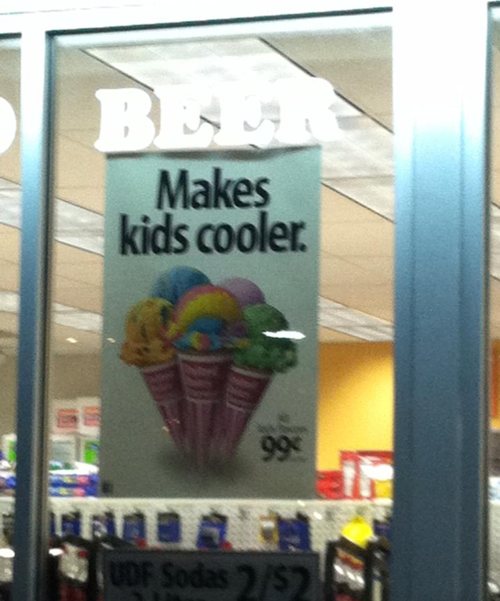 BEER
Makes
kids cooler.
99¢
UDF Sodas 2/$2